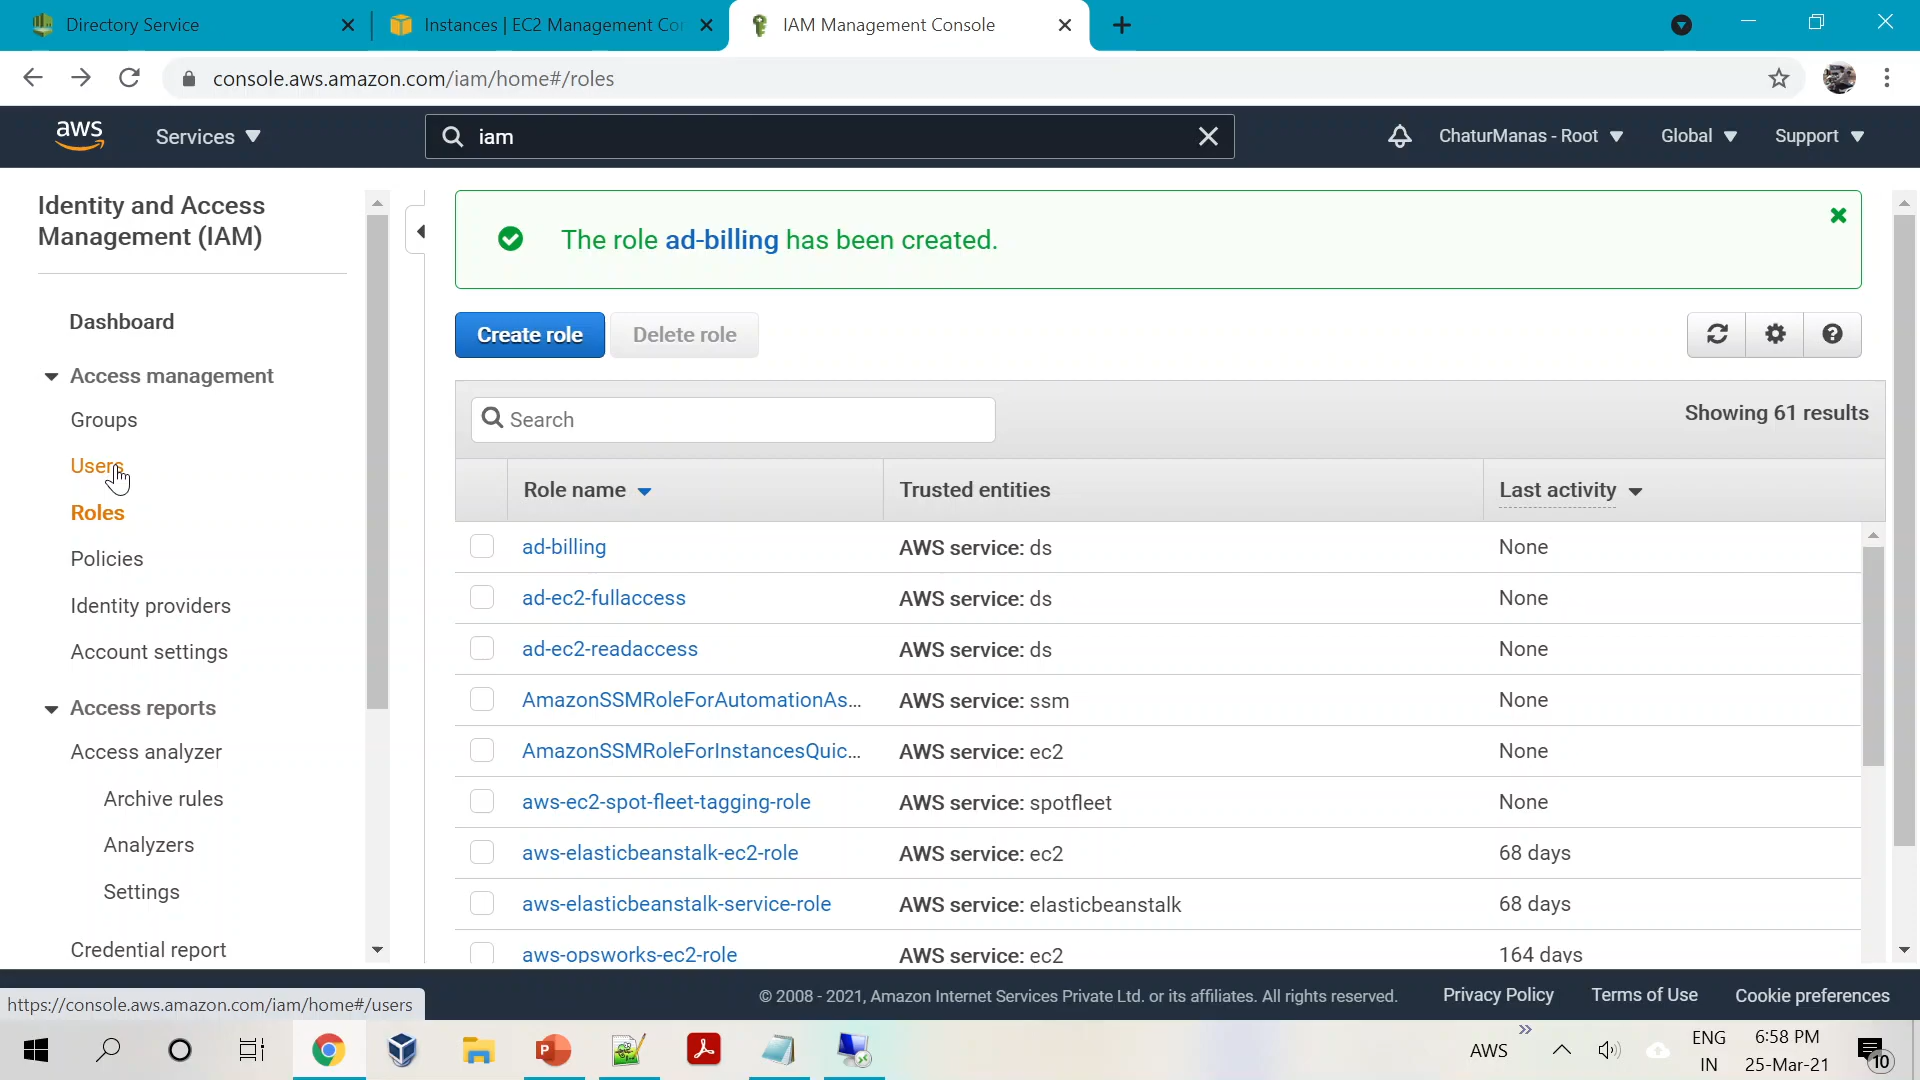 Directory Service
Instances | EC2 Management Co
IAM Management Console
console.aws.amazon.com/iam/home#/roles
aws
Services
iam
ChaturManas - Root
Global
Support
Identity and Access
Management (IAM)
Dashboard
Access management
Groups
Users
Roles
Policies
Identity providers
Account settings
Access reports
Access analyzer
Archive rules
Analyzers
Settings
Credential report
The role ad-billing has been created.
Create role
Delete role
Search
Showing 61 results
Role name
Trusted entities
Last activity
ad-billing
AWS service: ds
None
ad-ec2-fullaccess
AWS service: ds
None
ad-ec2-readaccess
AWS service: ds
None
AmazonSSMRoleForAutomationAs...
AWS service: ssm
None
AmazonSSMRoleForInstancesQuic...
AWS service: ec2
None
aws-ec2-spot-fleet-tagging-role
AWS service: spotfleet
None
aws-elasticbeanstalk-ec2-role
AWS service: ec2
68 days
aws-elasticbeanstalk-service-role
AWS service: elasticbeanstalk
68 days
aws-opsworks-ec2-role
AWS service: ec2
164 days
https://console.aws.amazon.com/iam/home#/users
© 2008 - 2021, Amazon Internet Services Private Ltd. or its affiliates. All rights reserved.
Privacy Policy
Terms of Use
Cookie preferences
AWS
ENG
IN
6:58 PM
25-Mar-21
10